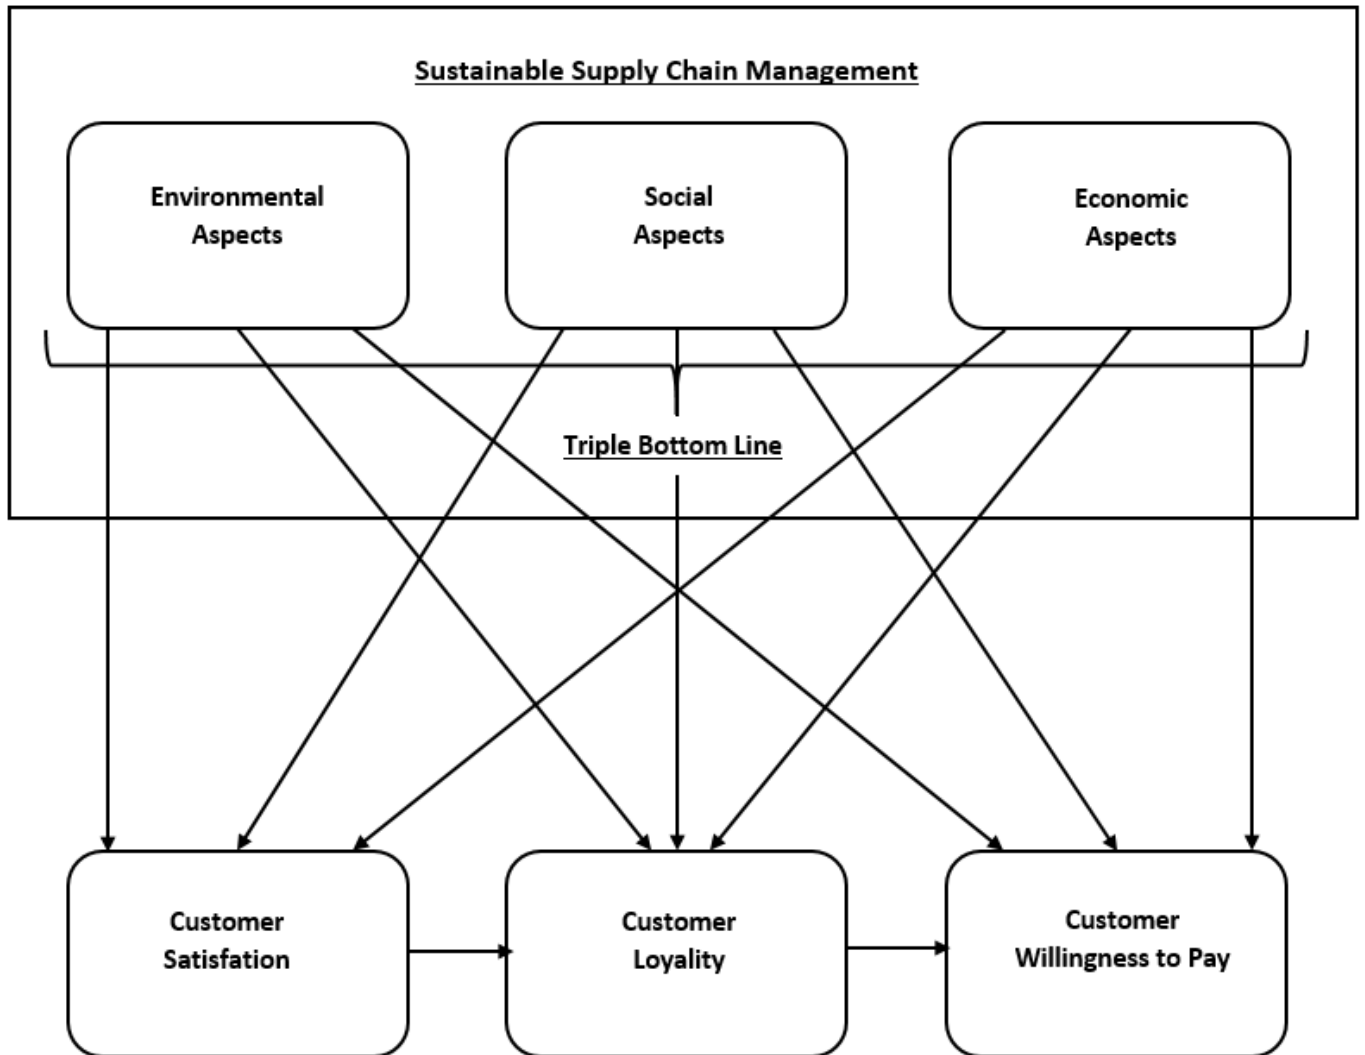 Sustainable Supply Chain Management
Environmental
Aspects
Social
Aspects
Economic
Aspects
Triple Bottom Line
Customer
Satisfation
Customer
Loyality
Customer
Willingness to Pay